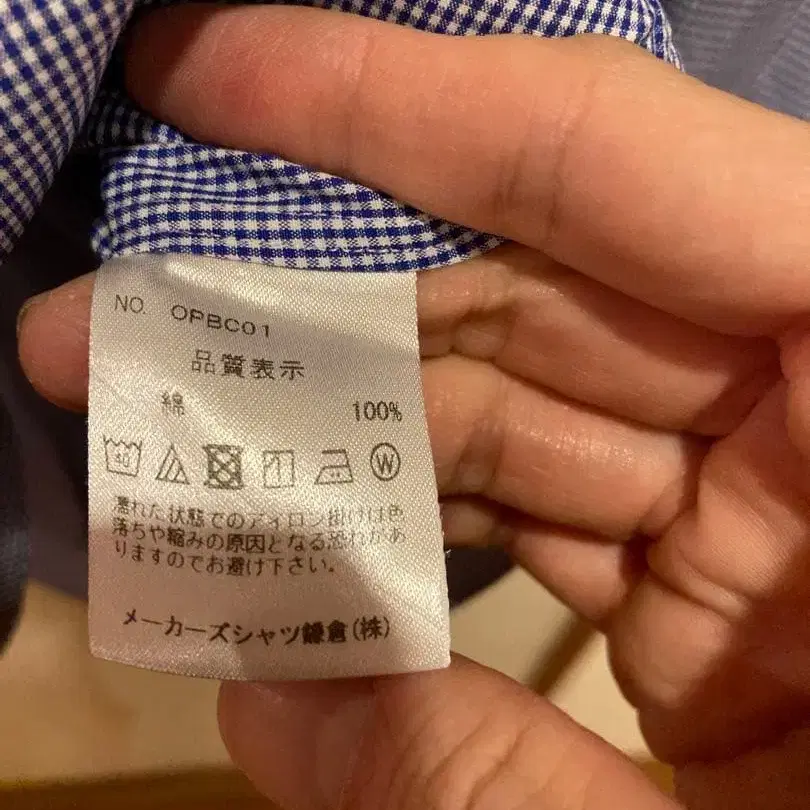 NO. OPBC01
品質表示
綿 100%
40 W
濡れた状態でのアイロン掛けは色
落ちや縮みの原因となる恐れがあ
りますのでお避け下さい。
メーカーズシャツ鎌倉(株)